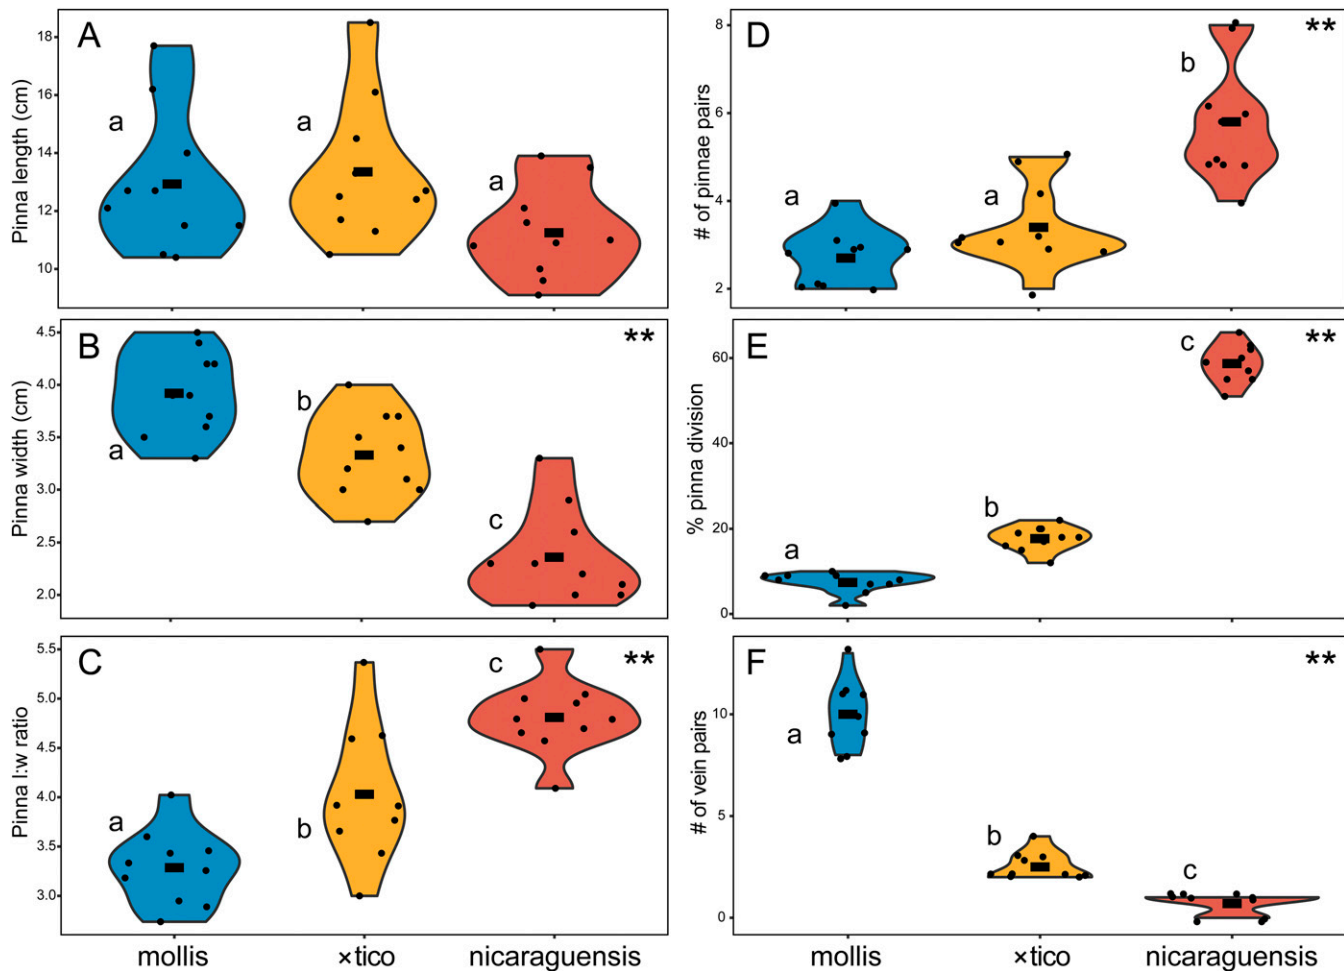 A
Pinna length (cm)
18
16
14
12
10
a
a
a
B
**
Pinna width (cm)
4.5
4.0
3.5
3.0
2.5
2.0
a
b
c
C
**
Pinna l:w ratio
5.5
5.0
4.5
4.0
3.5
3.0
a
b
c
mollis
×tico
nicaraguensis
D
**
# of pinnae pairs
8
6
4
2
a
a
b
E
**
% pinna division
60
40
20
0
a
b
c
F
**
# of vein pairs
10
5
0
a
b
c
mollis
×tico
nicaraguensis